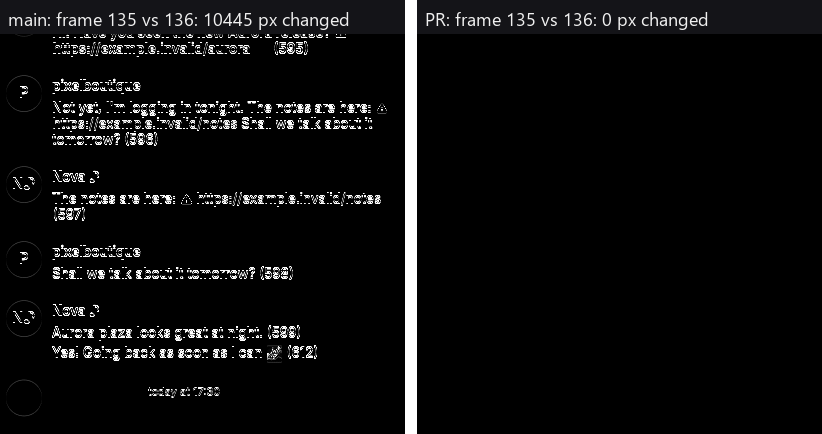 main: frame 135 vs 136: 10445 px changed
https://example.invalid/aurora (595)
pixelboutique
Not yet, I'm logging in tonight. The notes are here: ⚠
https://example.invalid/notes Shall we talk about it
tomorrow? (596)
Nova
The notes are here: ⚠ https://example.invalid/notes
(597)
pixelboutique
P
Shall we talk about it tomorrow? (598)
Nova
Aurora plaza looks great at night. (599)
Yes! Going back as soon as I can (612)
PR: frame 135 vs 136: 0 px changed